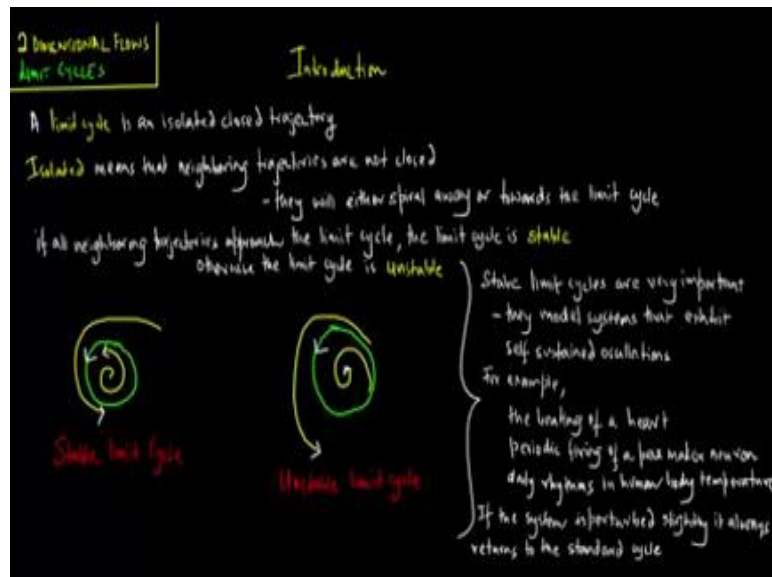 2 DIMENSIONAL FLOWS
LIMIT CYCLES
Introduction
A limit cycle is an isolated closed trajectory
Isolated means that neighboring trajectories are not closed
- they will either spiral away or towards the limit cycle
if all neighboring trajectories approach the limit cycle, the limit cycle is stable
otherwise the limit cycle is unstable
Stable limit cycles are very important
- they model systems that exhibit
self sustained oscillations
For example,
the beating of a heart
periodic firing of a pace maker neuron
daily rhythms in human body temperature
If the system is perturbed slightly it always
returns to the standard cycle
Stable limit cycle
Unstable limit cycle